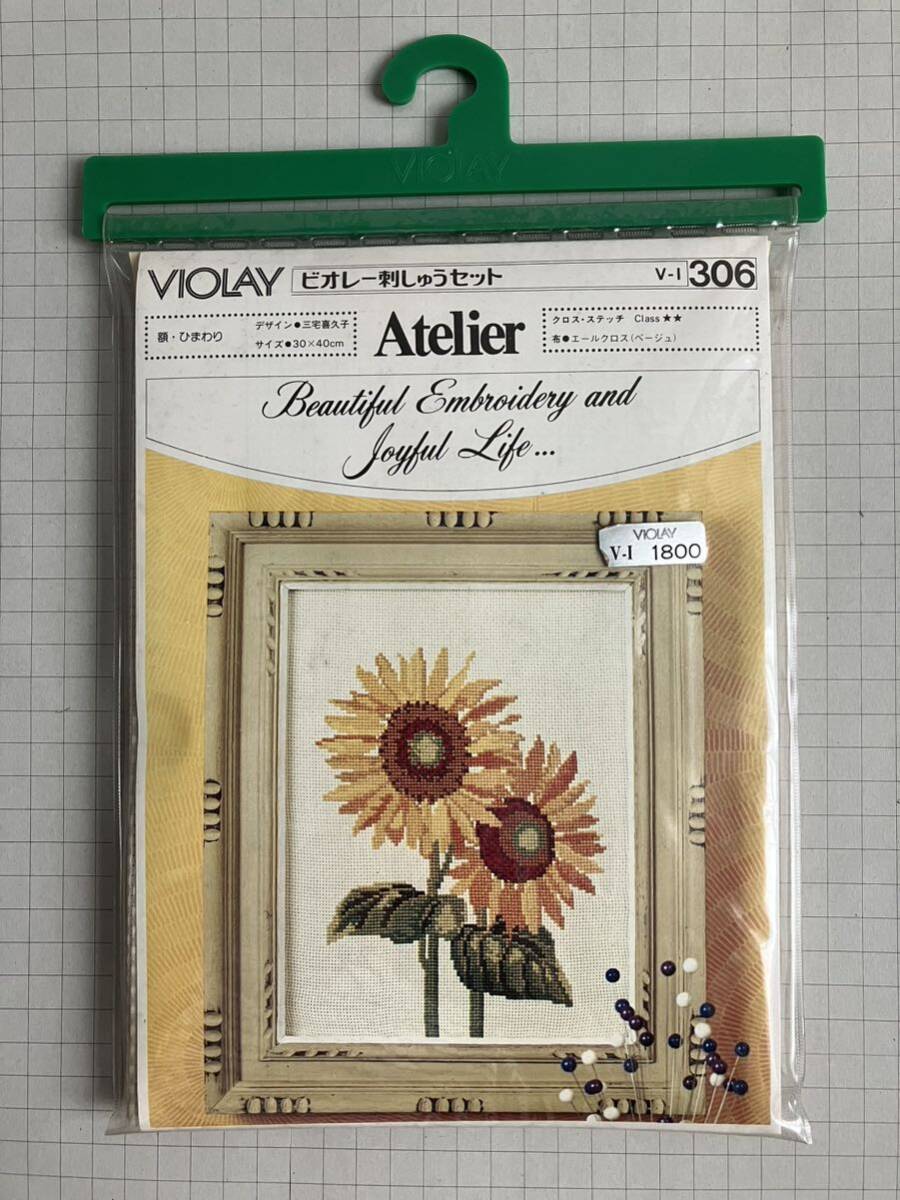 VIOLAY
VIOLAY ビオレー刺しゅうセット V-I 306
額・ひまわり
デザイン●三宅喜久子
サイズ●30×40cm
Atelier
クロス・ステッチ Class★★
布●エールクロス(ベージュ)
Beautiful Embroidery and
Joyful Life...
VIOLAY
V-I 1800